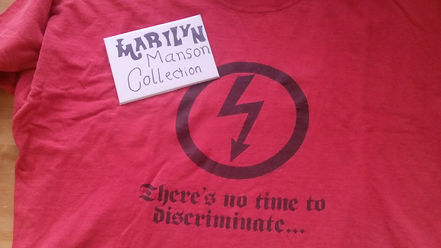 MARILYN
Manson
Collection
There's no time to
discriminate...